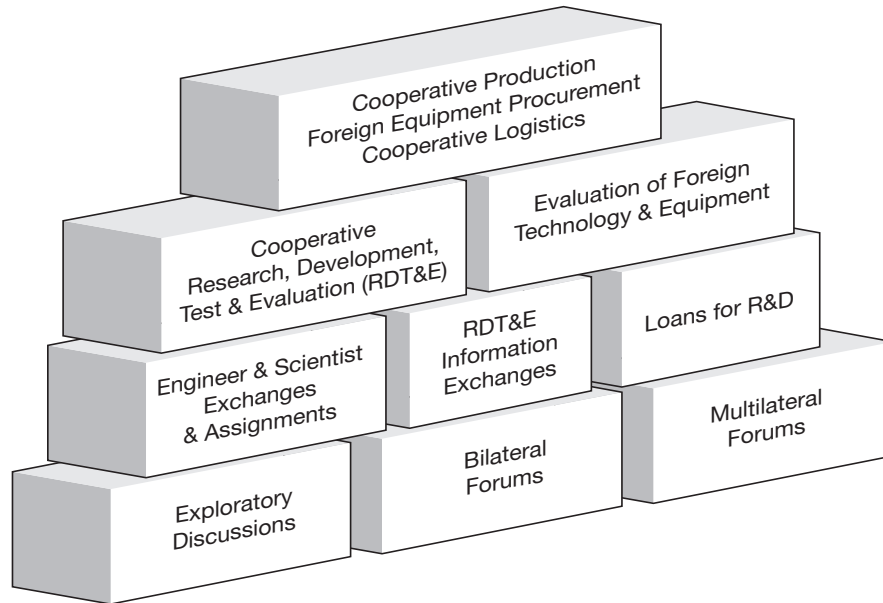 Cooperative Production
Foreign Equipment Procurement
Cooperative Logistics
Cooperative
Research, Development,
Test & Evaluation (RDT&E)
Evaluation of Foreign
Technology & Equipment
Engineer & Scientist
Exchanges
& Assignments
RDT&E
Information
Exchanges
Loans for R&D
Exploratory
Discussions
Bilateral
Forums
Multilateral
Forums